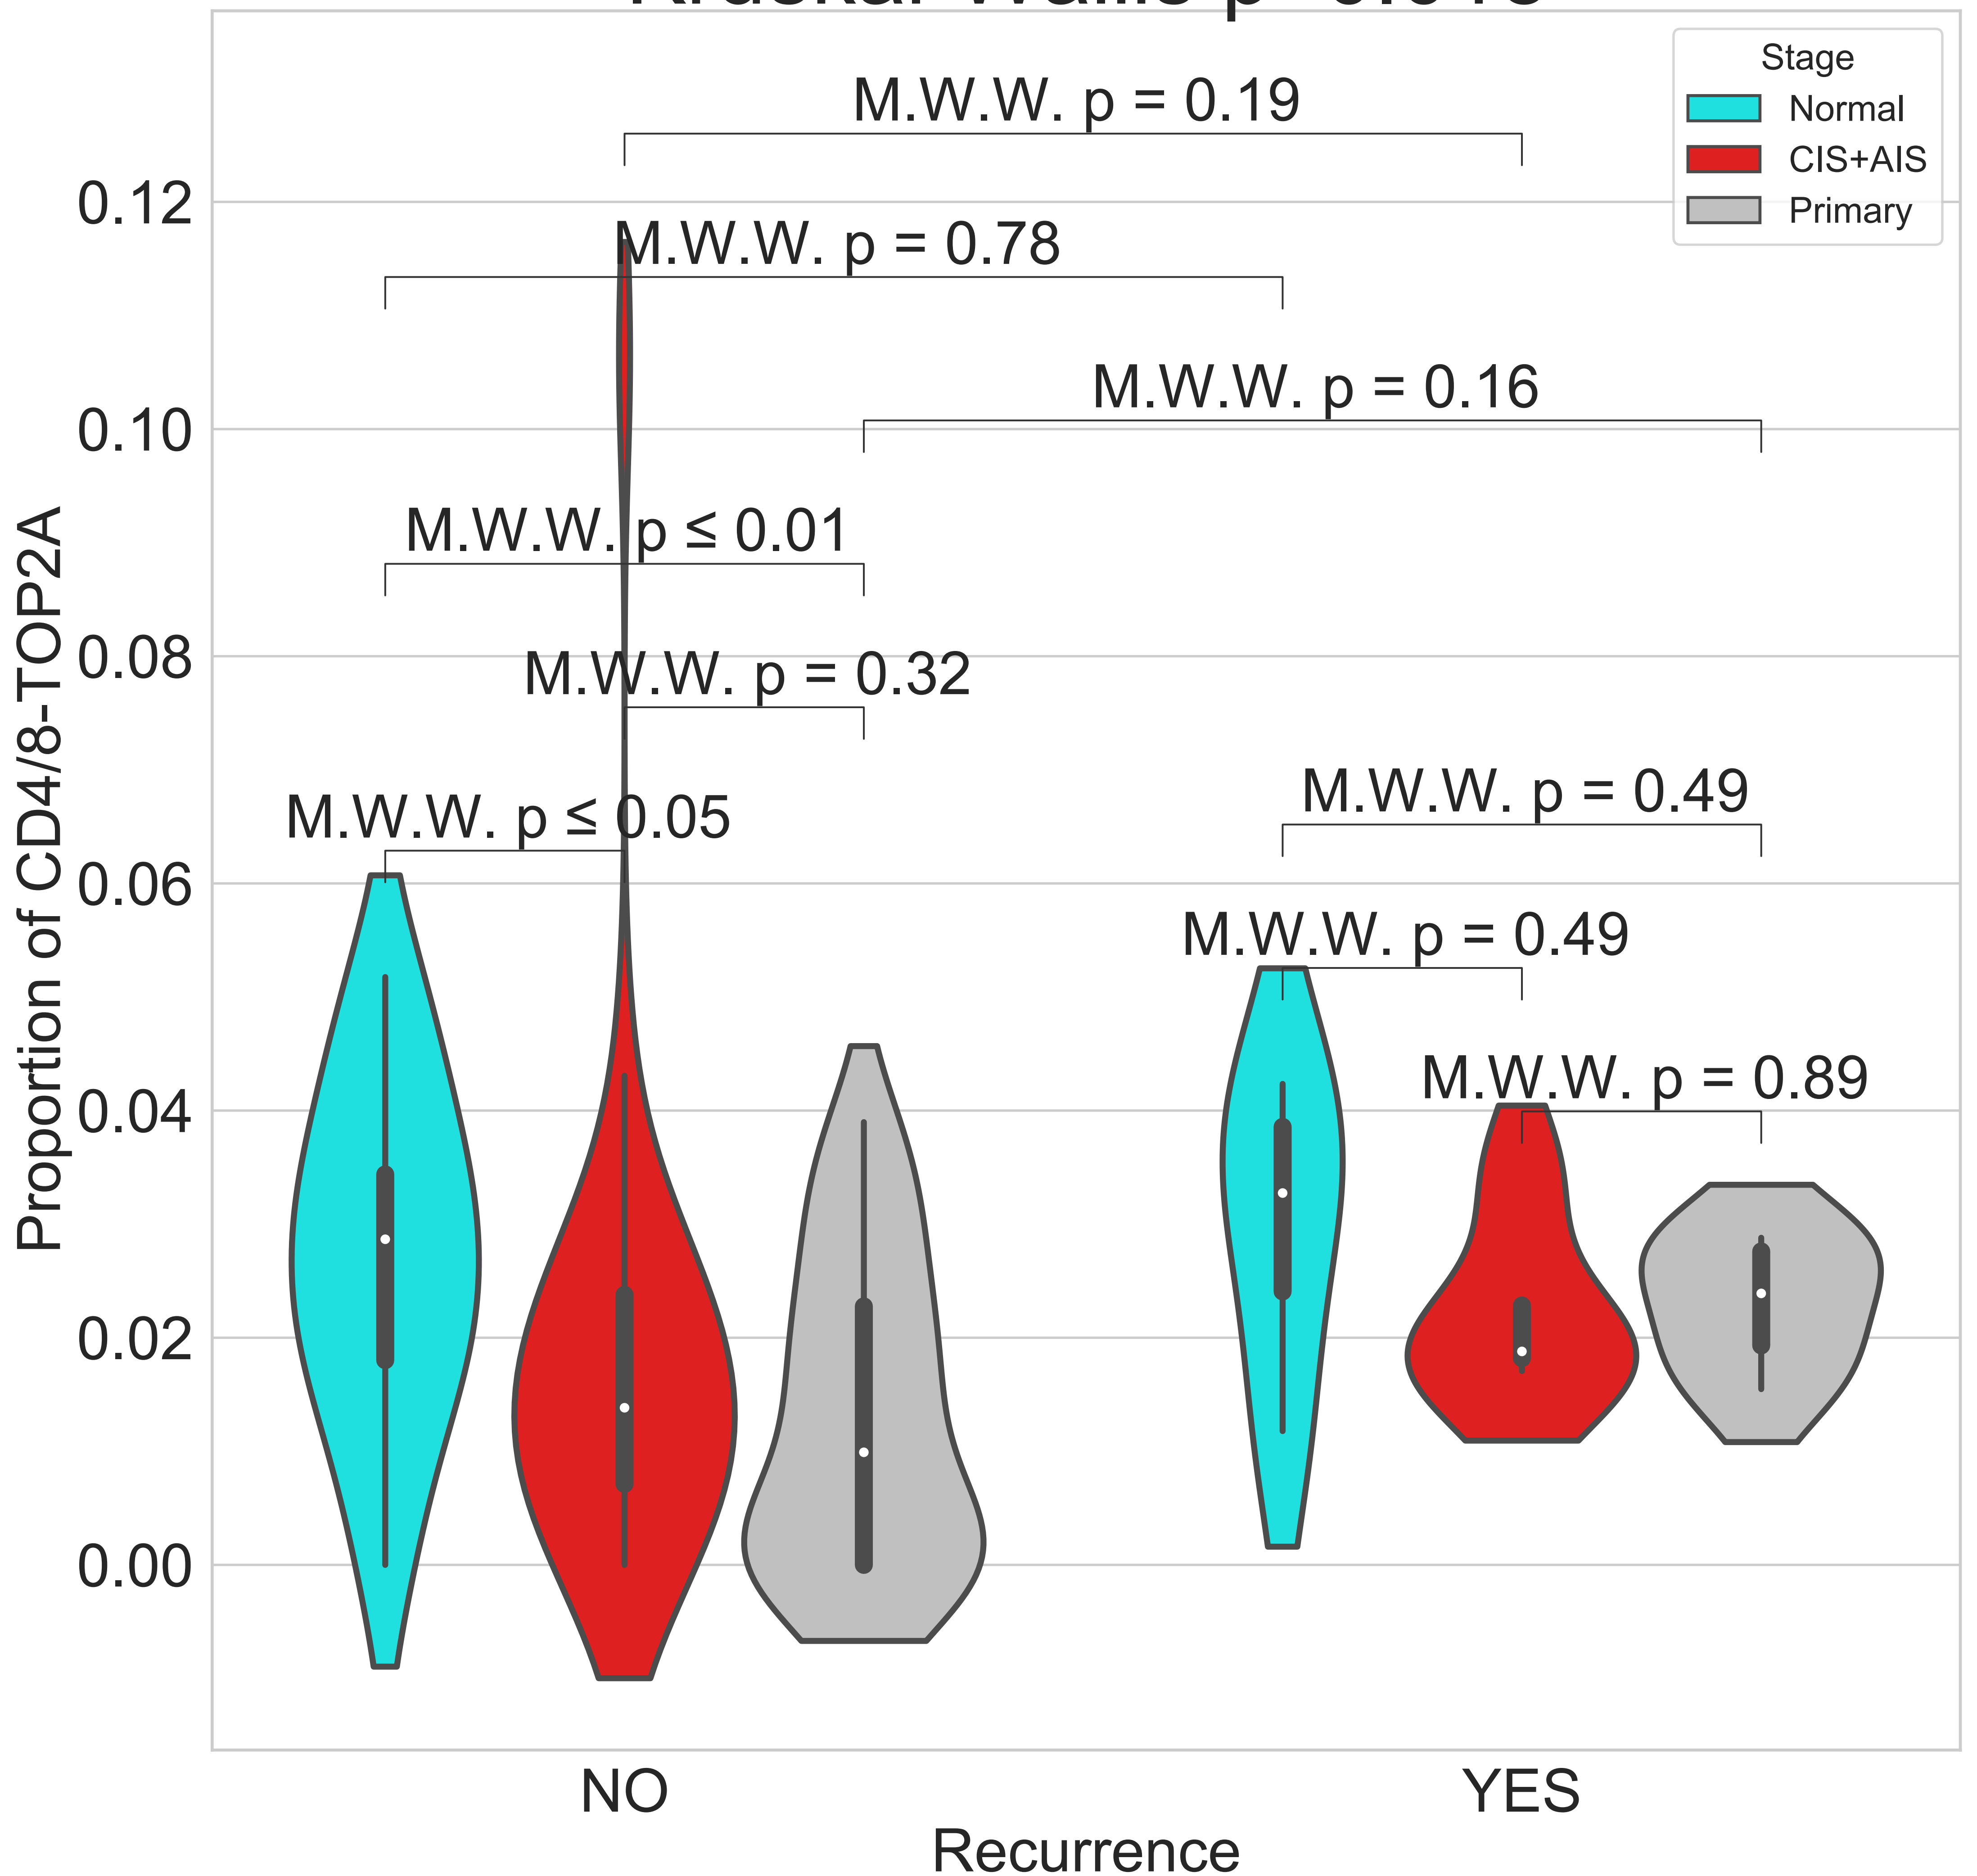 Stage
Normal
CIS+AIS
Primary
M.W.W. p = 0.19
M.W.W. p = 0.78
M.W.W. p = 0.16
M.W.W. p ≤ 0.01
M.W.W. p = 0.32
M.W.W. p ≤ 0.05
M.W.W. p = 0.49
M.W.W. p = 0.49
M.W.W. p = 0.89
Proportion of CD4/8-TOP2A
0.12
0.10
0.08
0.06
0.04
0.02
0.00
NO
YES
Recurrence